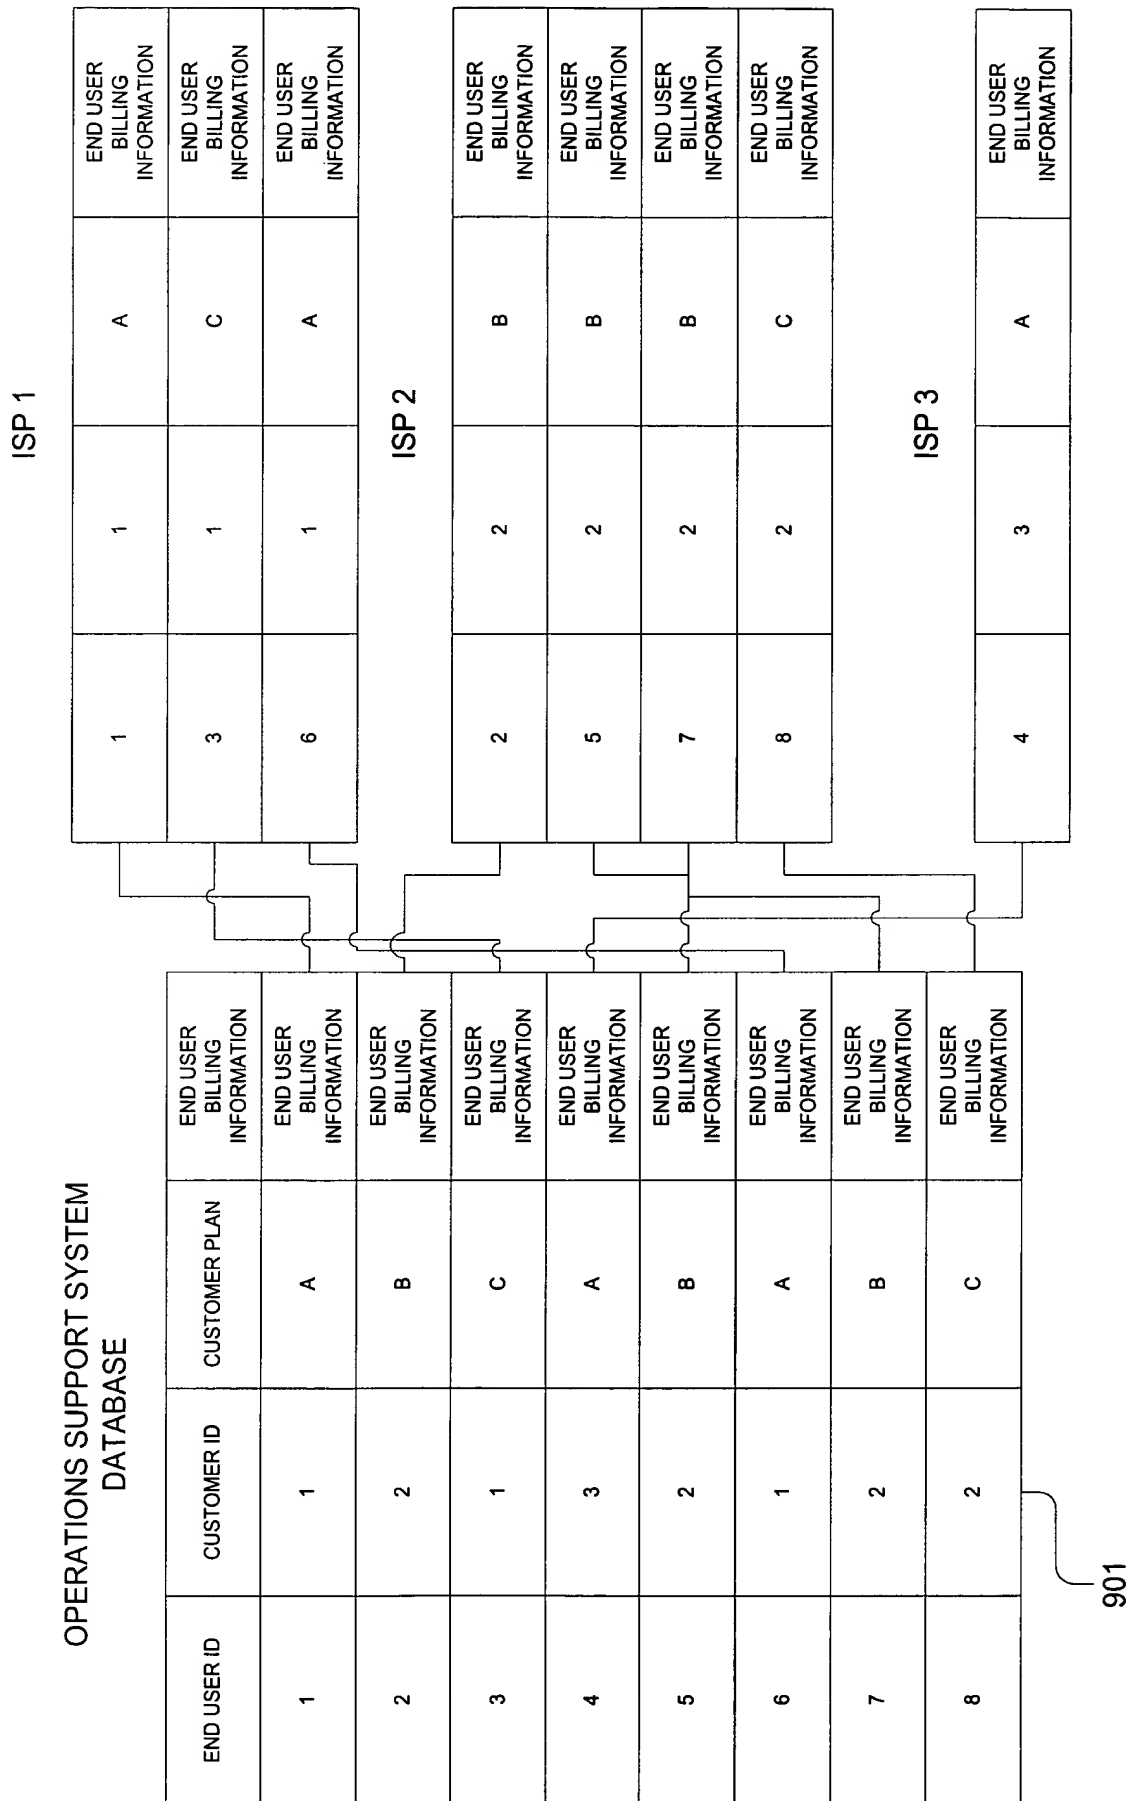 OPERATIONS SUPPORT SYSTEM
DATABASE
END USER ID
CUSTOMER ID
CUSTOMER PLAN
END USER
BILLING
INFORMATION
1
1
A
END USER
BILLING
INFORMATION
2
2
B
END USER
BILLING
INFORMATION
3
1
C
END USER
BILLING
INFORMATION
4
3
A
END USER
BILLING
INFORMATION
5
2
B
END USER
BILLING
INFORMATION
6
1
A
END USER
BILLING
INFORMATION
7
2
B
END USER
BILLING
INFORMATION
8
2
C
END USER
BILLING
INFORMATION
901
ISP 1
1
1
A
END USER
BILLING
INFORMATION
3
1
C
END USER
BILLING
INFORMATION
6
1
A
END USER
BILLING
INFORMATION
ISP 2
2
2
B
END USER
BILLING
INFORMATION
5
2
B
END USER
BILLING
INFORMATION
7
2
B
END USER
BILLING
INFORMATION
8
2
C
END USER
BILLING
INFORMATION
ISP 3
4
3
A
END USER
BILLING
INFORMATION